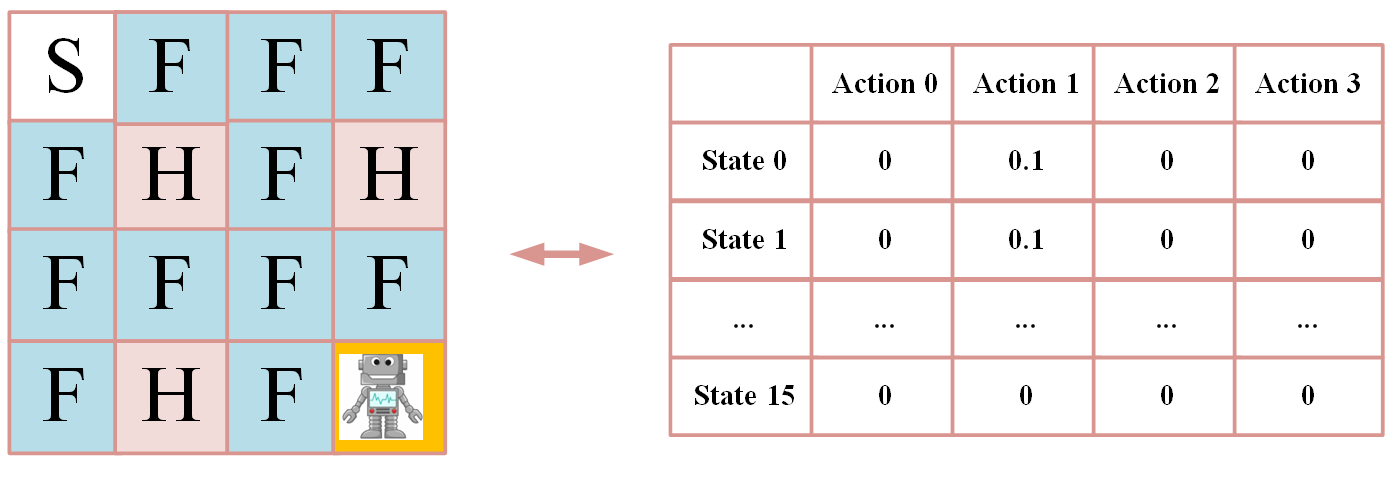 S F F F
F H F H
F F F F
F H F
Action 0 Action 1 Action 2 Action 3
State 0 0 0.1 0 0
State 1 0 0.1 0 0
... ... ... ... ...
State 15 0 0 0 0